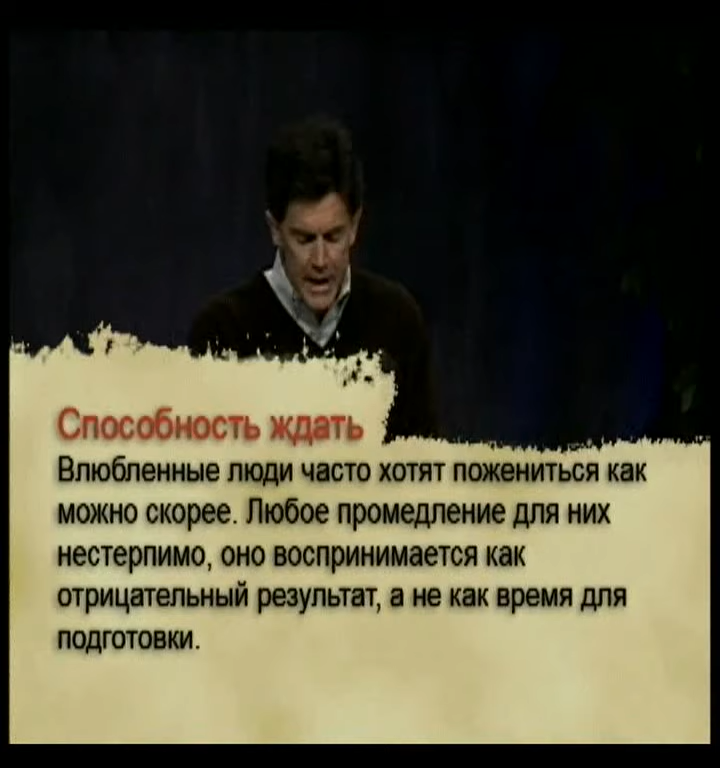 Способность ждать
Влюбленные люди часто хотят пожениться как
можно скорее. Любое промедление для них
нестерпимо, оно воспринимается как
отрицательный результат, а не как время для
подготовки.